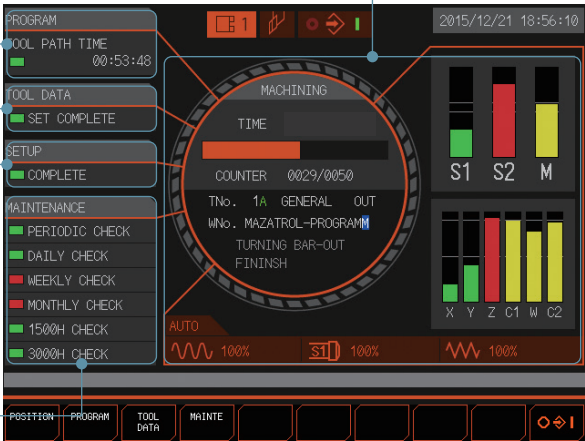 PROGRAM
TOOL PATH TIME
00:53:48
TOOL DATA
SET COMPLETE
SETUP
COMPLETE
MAINTENANCE
PERIODIC CHECK
DAILY CHECK
WEEKLY CHECK
MONTHLY CHECK
1500H CHECK
3000H CHECK
1
2015/12/21 18:56:10
MACHINING
TIME
COUNTER 0029/0050
TNo. 1A GENERAL OUT
WNo. MAZATROL-PROGRAMM
TURNING BAR-OUT
FININSH
AUTO
100% S1 100% 100%
S1 S2 M
X Y Z C1 W C2
POSITION PROGRAM TOOL DATA MAINTE